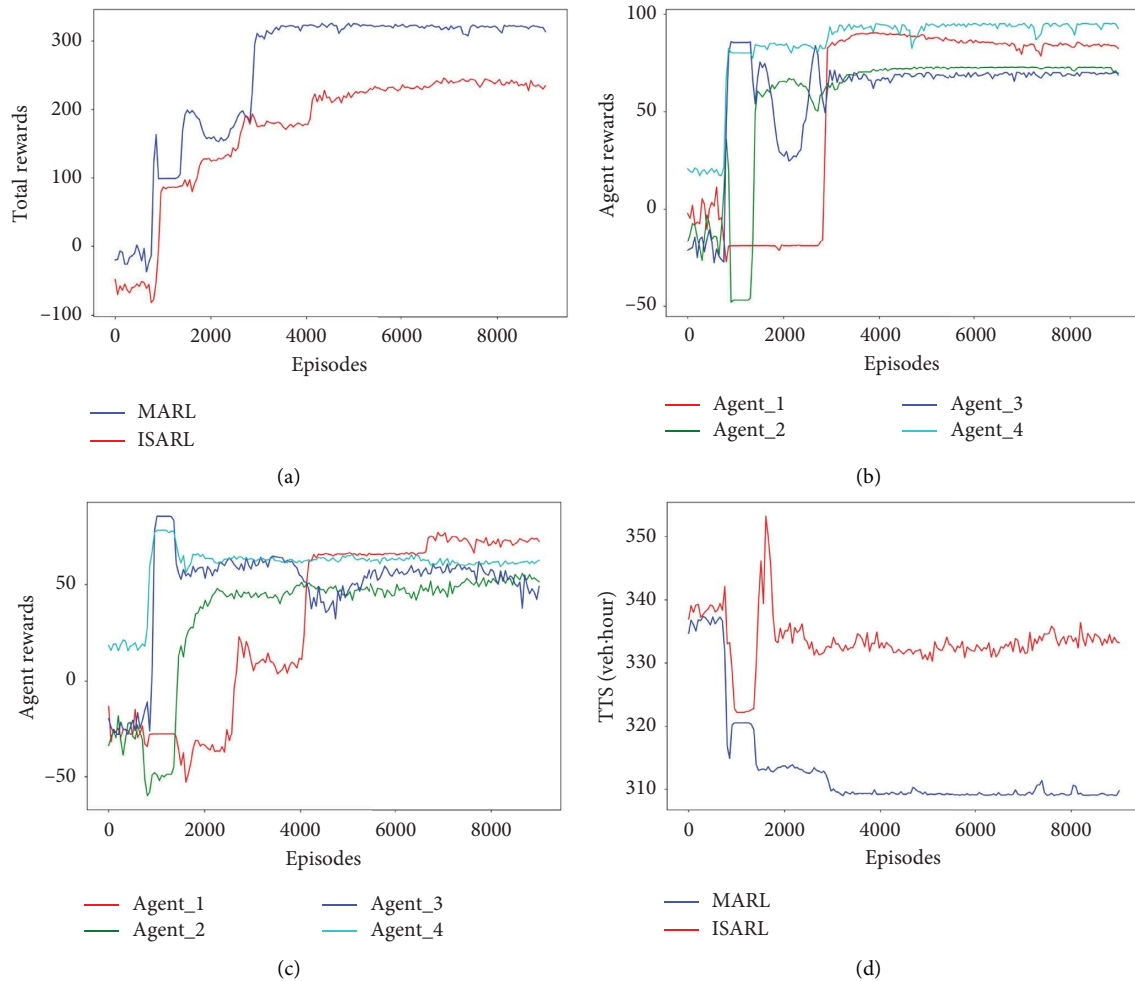 300
200
100
0
−100
Total rewards
0 2000 4000 6000 8000
Episodes
MARL
ISARL
(a)
100
50
0
−50
Agent rewards
0 2000 4000 6000 8000
Episodes
Agent_1 Agent_3
Agent_2 Agent_4
(b)
50
0
−50
Agent rewards
0 2000 4000 6000 8000
Episodes
Agent_1 Agent_3
Agent_2 Agent_4
(c)
350
340
330
320
310
TTS (veh·hour)
0 2000 4000 6000 8000
Episodes
MARL
ISARL
(d)